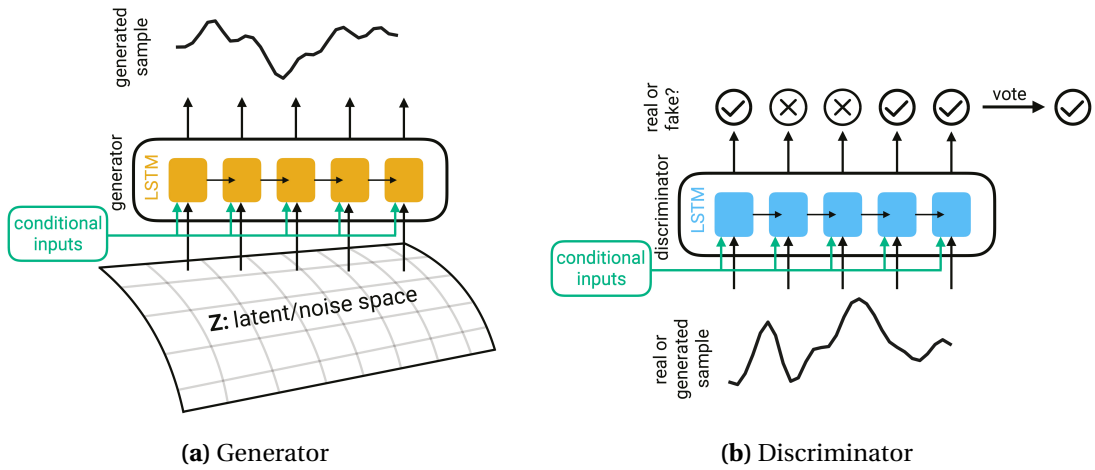 generated
sample
generator
LSTM
conditional
inputs
Z: latent/noise space
(a) Generator
real or
fake?
vote
discriminator
LSTM
conditional
inputs
real or
generated
sample
(b) Discriminator